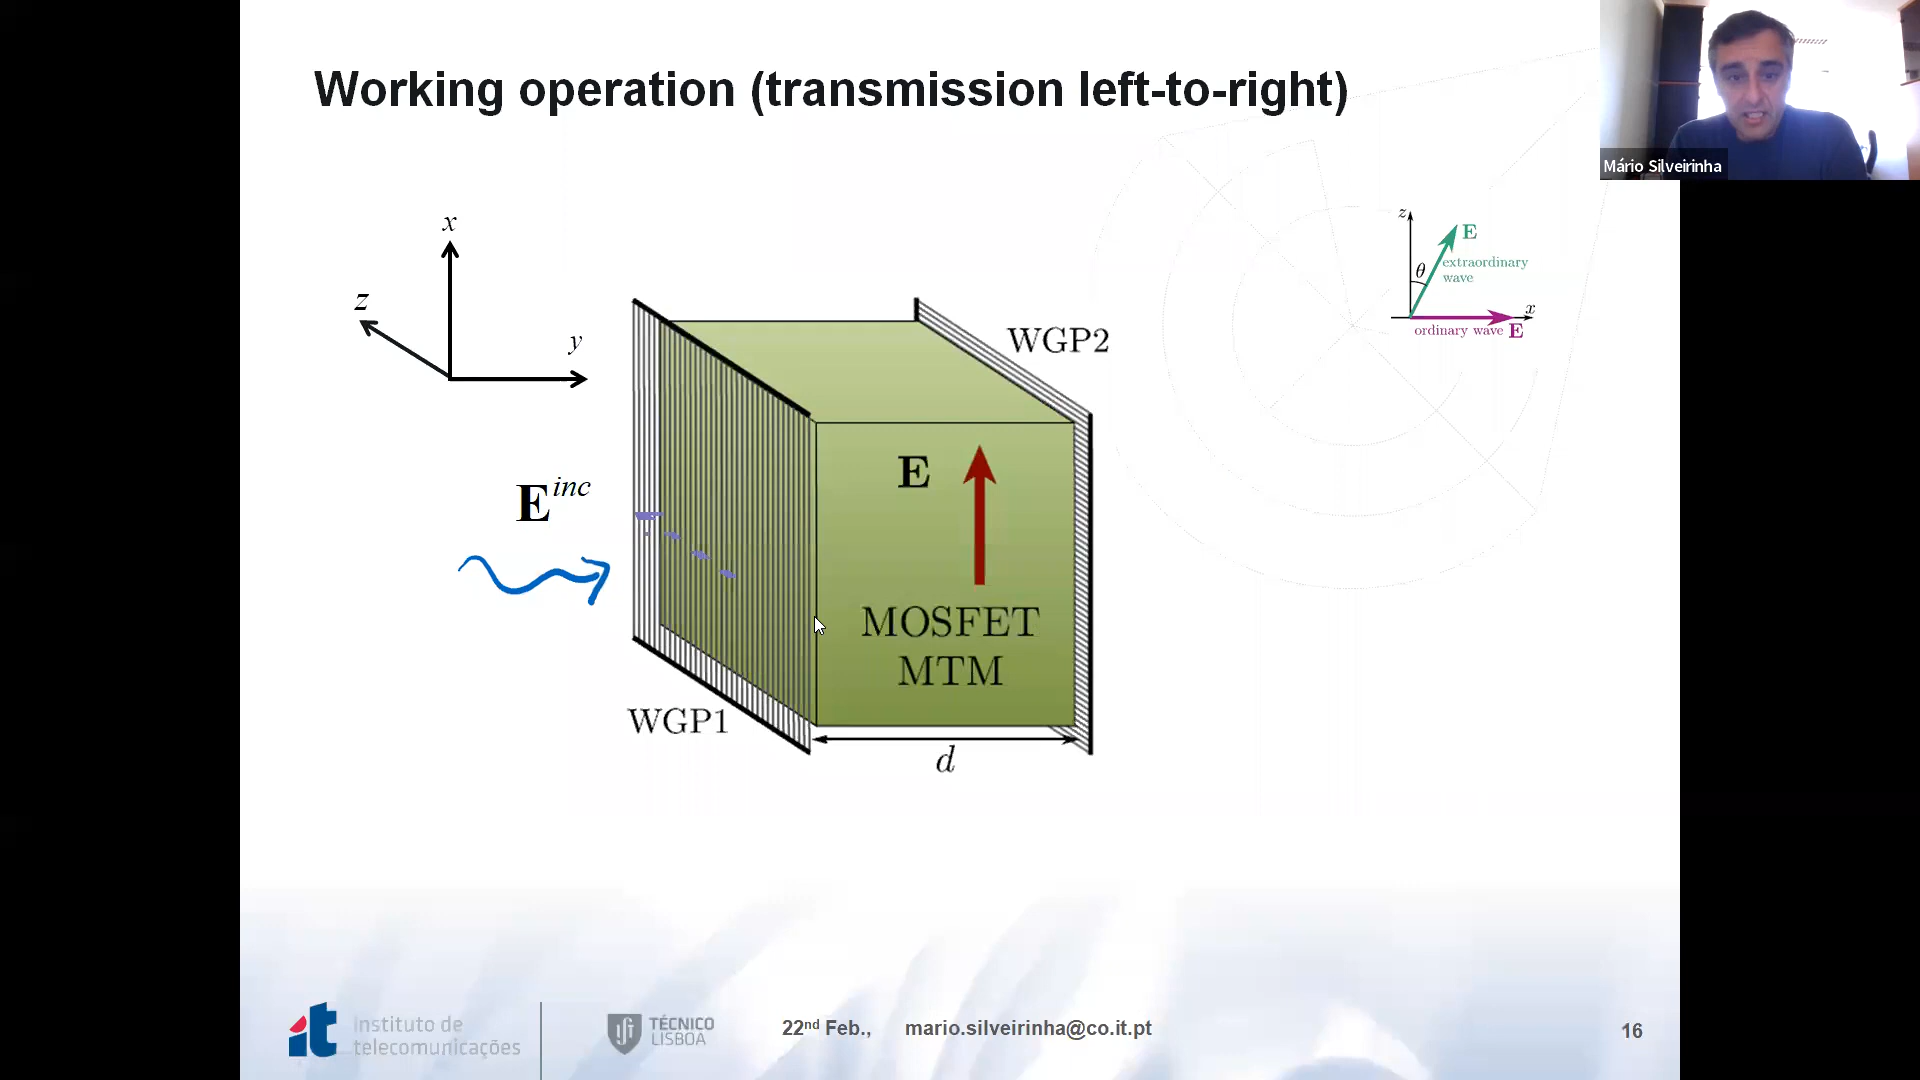 Working operation (transmission left-to-right)
Mário Silveirinha
x
z
y
z
E
θ
extraordinary
wave
x
ordinary wave E
WGP2
E
E^inc
MOSFET
MTM
WGP1
d
instituto de
telecomunicações
TÉCNICO
LISBOA
22nd Feb., mario.silveirinha@co.it.pt
16